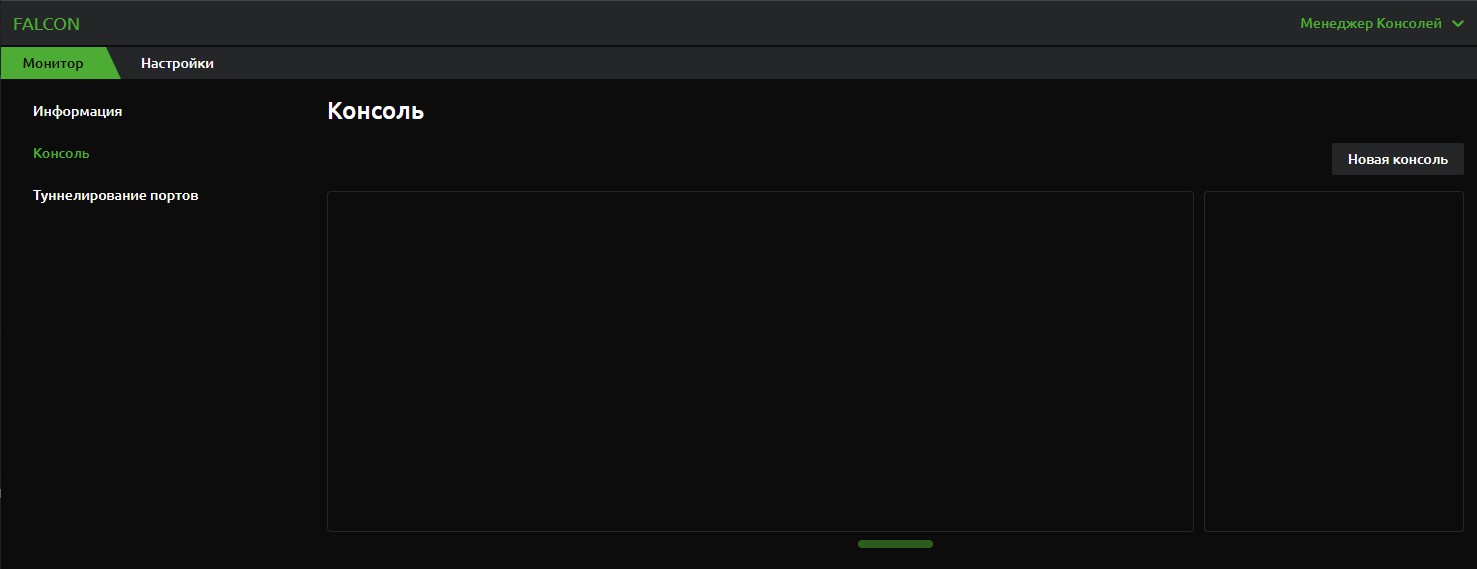 FALCON
Менеджер Консолей
Монитор
Настройки
Информация
Консоль
Туннелирование портов
Консоль
Новая консоль